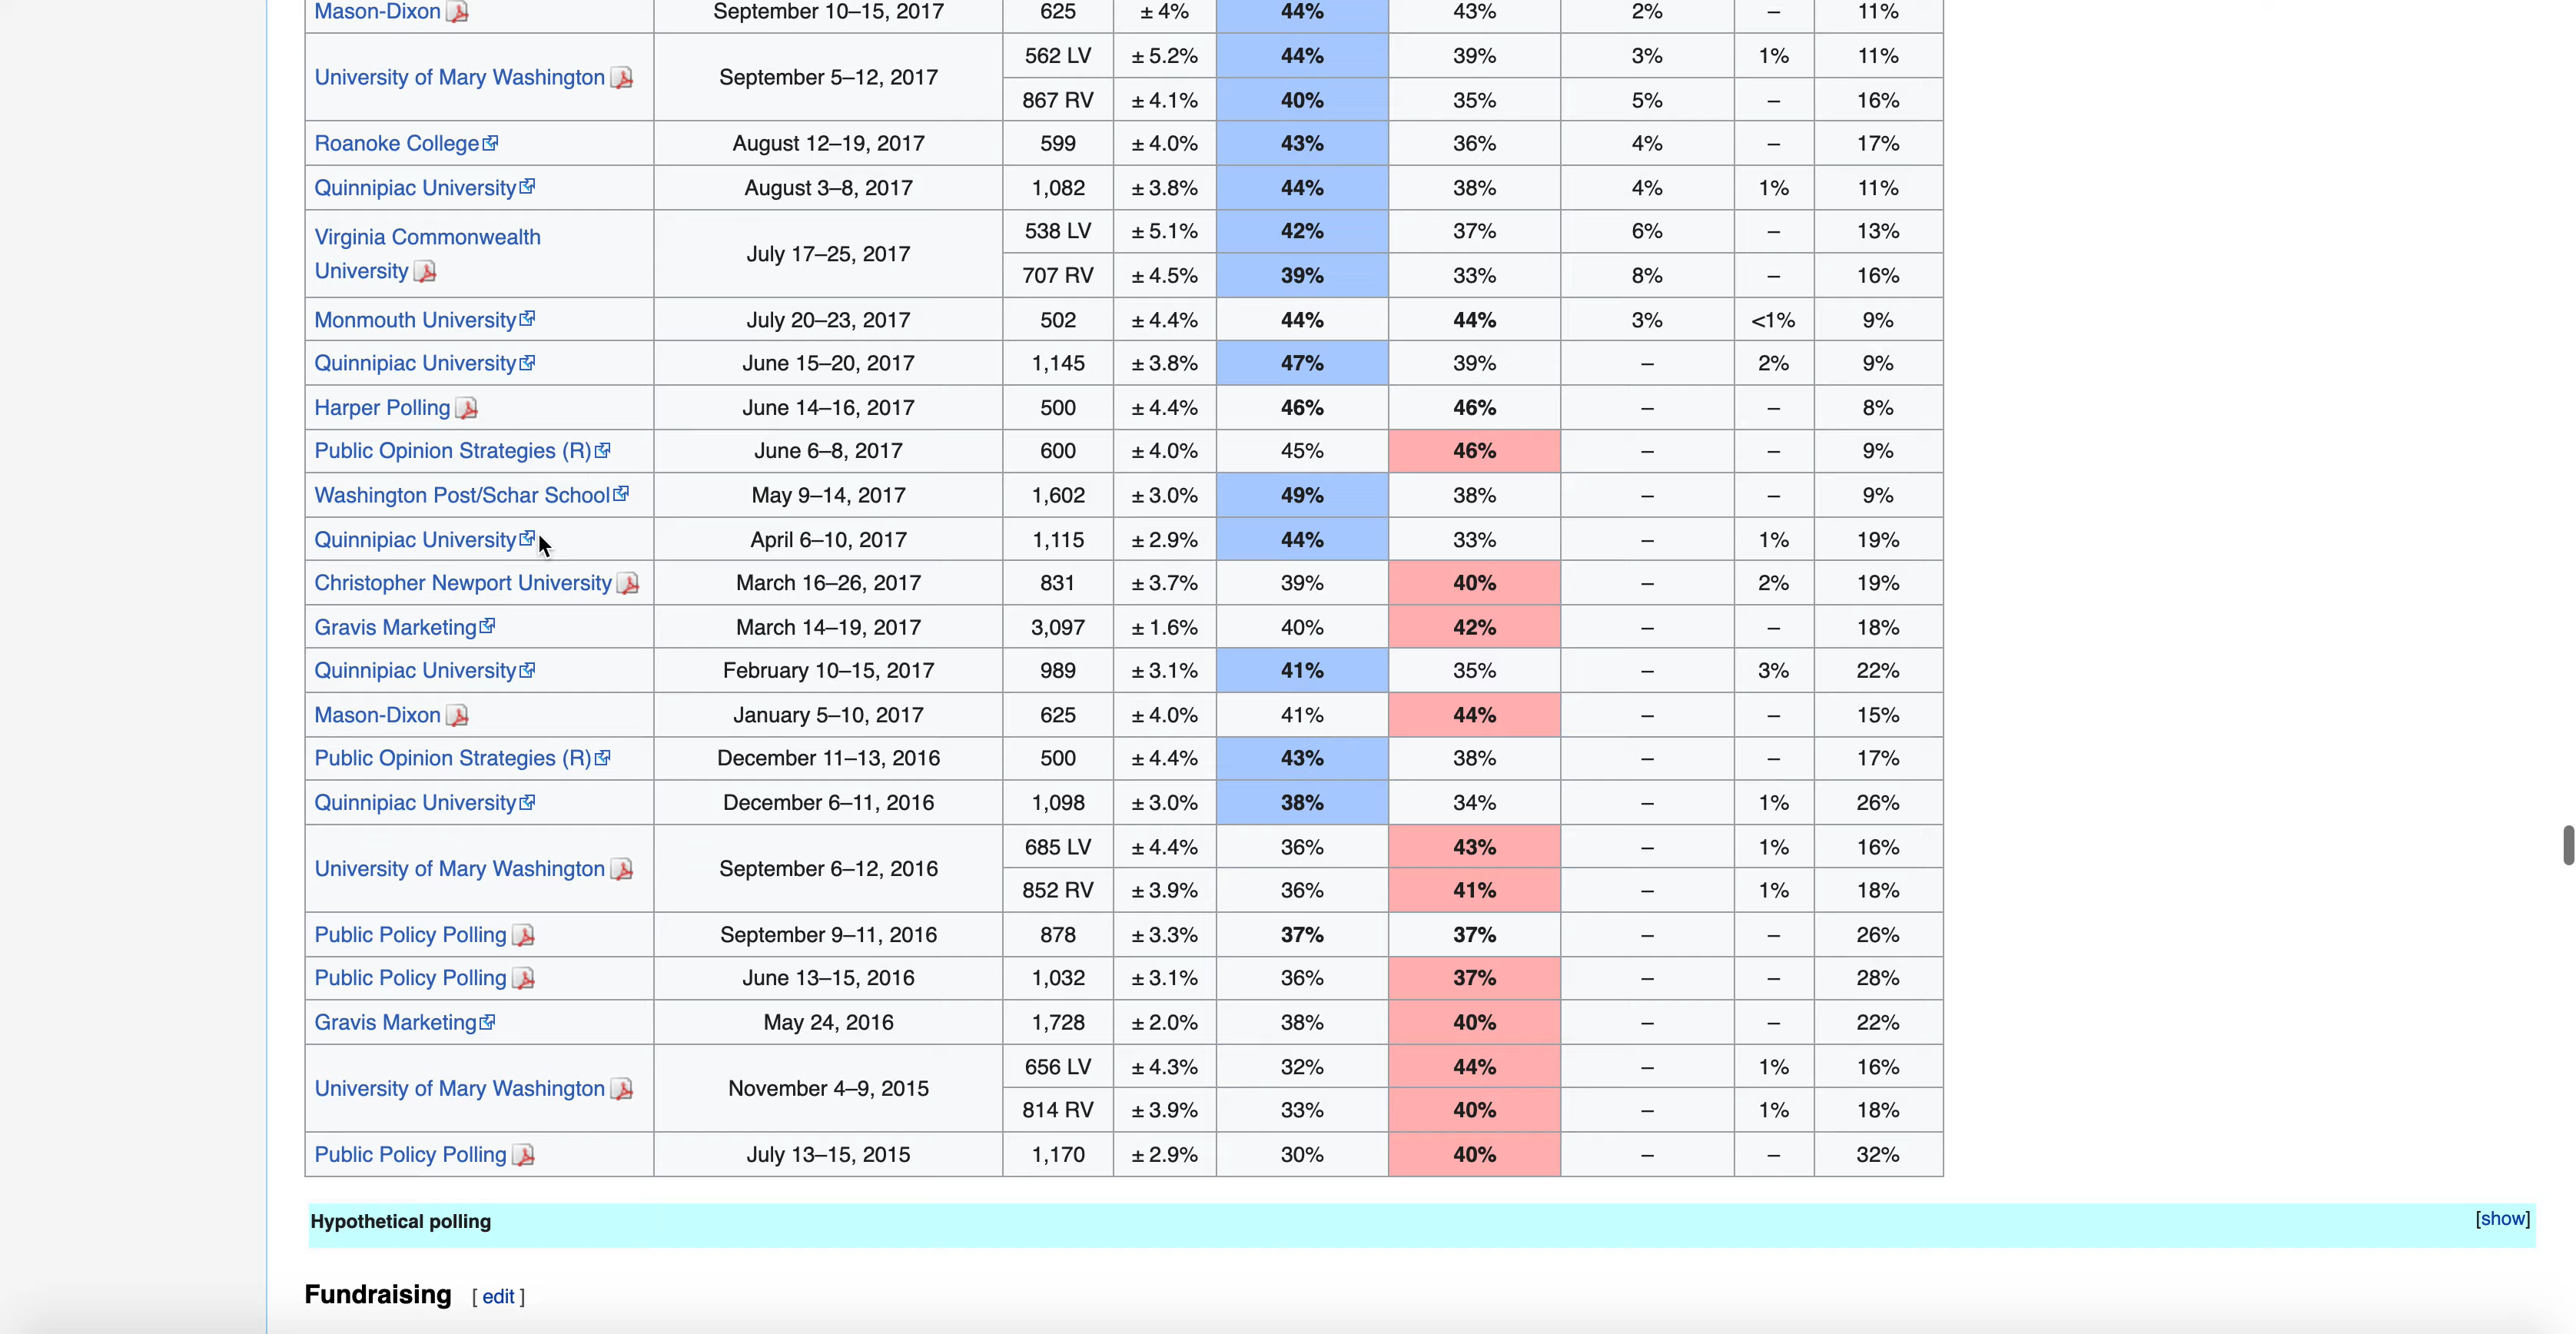 Mason-Dixon September 10–15, 2017 625 ± 4% 44% 43% 2% – 11%
University of Mary Washington September 5–12, 2017 562 LV ± 5.2% 44% 39% 3% 1% 11%
867 RV ± 4.1% 40% 35% 5% – 16%
Roanoke College August 12–19, 2017 599 ± 4.0% 43% 36% 4% – 17%
Quinnipiac University August 3–8, 2017 1,082 ± 3.8% 44% 38% 4% 1% 11%
Virginia Commonwealth
University July 17–25, 2017 538 LV ± 5.1% 42% 37% 6% – 13%
707 RV ± 4.5% 39% 33% 8% – 16%
Monmouth University July 20–23, 2017 502 ± 4.4% 44% 44% 3% <1% 9%
Quinnipiac University June 15–20, 2017 1,145 ± 3.8% 47% 39% – 2% 9%
Harper Polling June 14–16, 2017 500 ± 4.4% 46% 46% – – 8%
Public Opinion Strategies (R) June 6–8, 2017 600 ± 4.0% 45% 46% – – 9%
Washington Post/Schar School May 9–14, 2017 1,602 ± 3.0% 49% 38% – – 9%
Quinnipiac University April 6–10, 2017 1,115 ± 2.9% 44% 33% – 1% 19%
Christopher Newport University March 16–26, 2017 831 ± 3.7% 39% 40% – 2% 19%
Gravis Marketing March 14–19, 2017 3,097 ± 1.6% 40% 42% – – 18%
Quinnipiac University February 10–15, 2017 989 ± 3.1% 41% 35% – 3% 22%
Mason-Dixon January 5–10, 2017 625 ± 4.0% 41% 44% – – 15%
Public Opinion Strategies (R) December 11–13, 2016 500 ± 4.4% 43% 38% – – 17%
Quinnipiac University December 6–11, 2016 1,098 ± 3.0% 38% 34% – 1% 26%
University of Mary Washington September 6–12, 2016 685 LV ± 4.4% 36% 43% – 1% 16%
852 RV ± 3.9% 36% 41% – 1% 18%
Public Policy Polling September 9–11, 2016 878 ± 3.3% 37% 37% – – 26%
Public Policy Polling June 13–15, 2016 1,032 ± 3.1% 36% 37% – – 28%
Gravis Marketing May 24, 2016 1,728 ± 2.0% 38% 40% – – 22%
University of Mary Washington November 4–9, 2015 656 LV ± 4.3% 32% 44% – 1% 16%
814 RV ± 3.9% 33% 40% – 1% 18%
Public Policy Polling July 13–15, 2015 1,170 ± 2.9% 30% 40% – – 32%
Hypothetical polling [show]
Fundraising [ edit ]